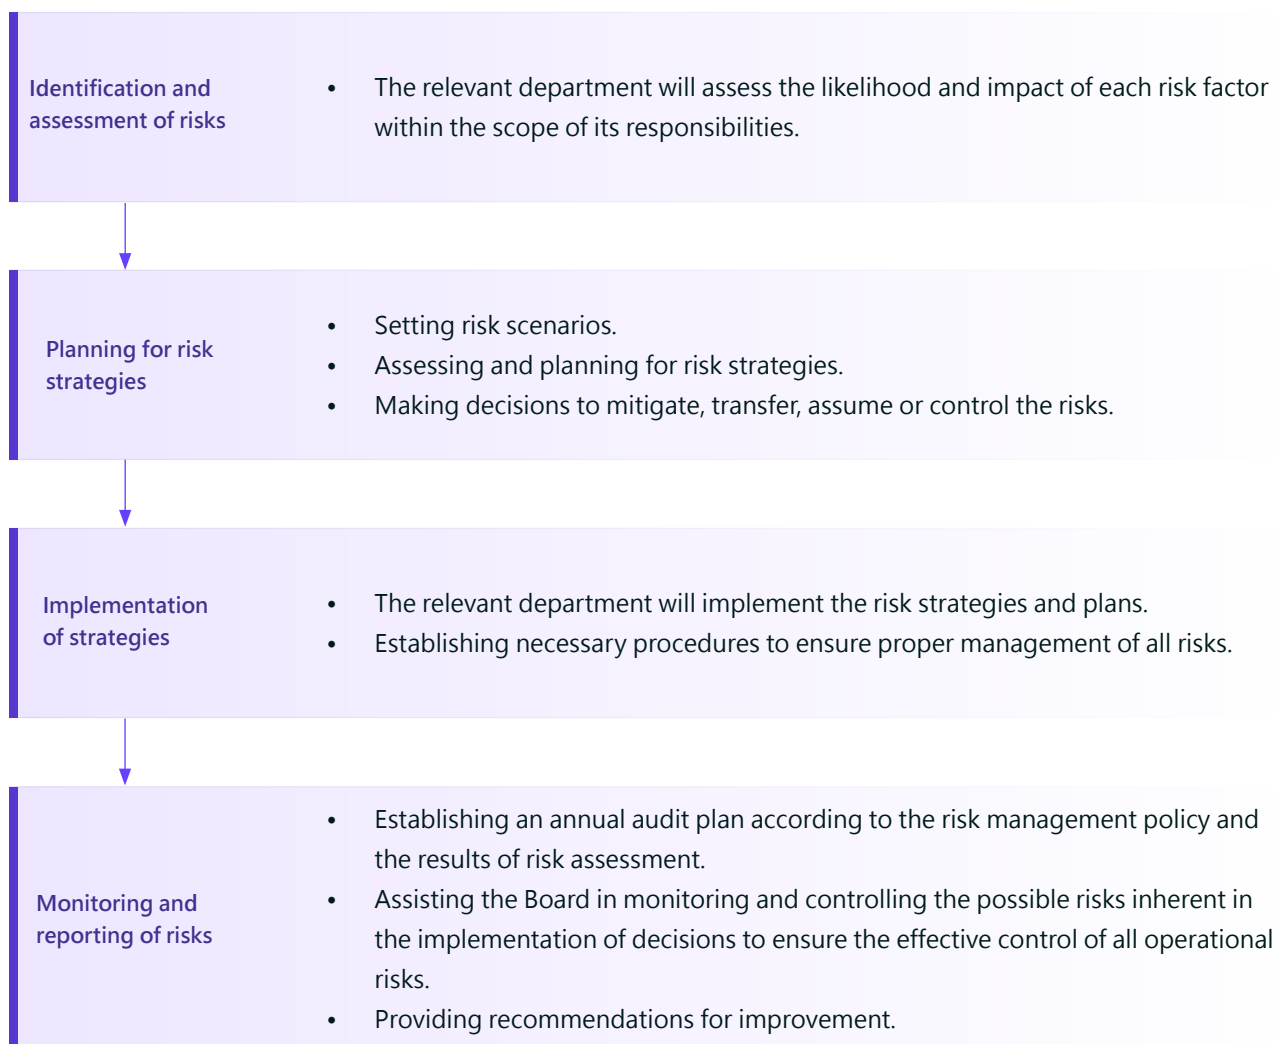 Identification and
assessment of risks
• The relevant department will assess the likelihood and impact of each risk factor
within the scope of its responsibilities.
Planning for risk
strategies
• Setting risk scenarios.
• Assessing and planning for risk strategies.
• Making decisions to mitigate, transfer, assume or control the risks.
Implementation
of strategies
• The relevant department will implement the risk strategies and plans.
• Establishing necessary procedures to ensure proper management of all risks.
Monitoring and
reporting of risks
• Establishing an annual audit plan according to the risk management policy and
the results of risk assessment.
• Assisting the Board in monitoring and controlling the possible risks inherent in
the implementation of decisions to ensure the effective control of all operational
risks.
• Providing recommendations for improvement.